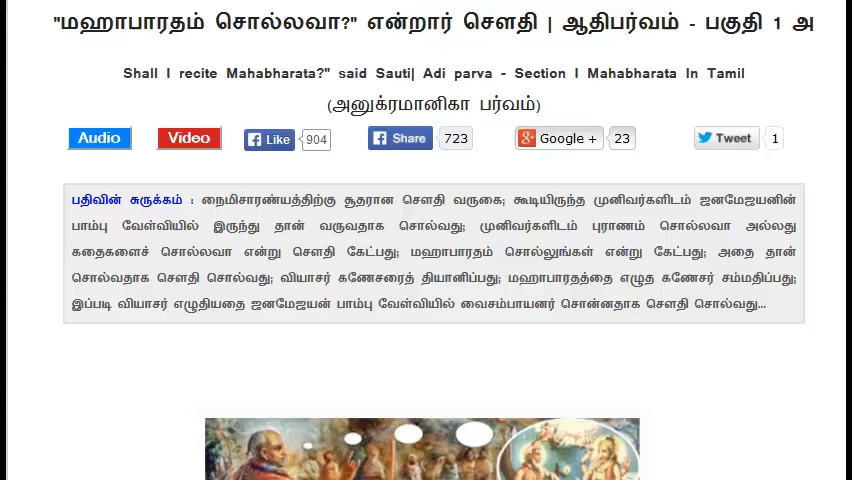 "மஹாபாரதம் சொல்லவா?" என்றார் சௌதி | ஆதிபர்வம் - பகுதி 1 அ
Shall I recite Mahabharata?" said Sauti| Adi parva - Section I Mahabharata In Tamil
(அனுக்ரமானிகா பர்வம்)
Audio Video Like 904 Share 723 Google + 23 Tweet 1
பதிவின் சுருக்கம் : நைமிசாரண்யத்திற்கு சூதரான சௌதி வருகை; கூடியிருந்த முனிவர்களிடம் ஜனமேஜயனின்
பாம்பு வேள்வியில் இருந்து தான் வருவதாக சொல்வது; முனிவர்களிடம் புராணம் சொல்லவா அல்லது
கதைகளைச் சொல்லவா என்று சௌதி கேட்பது; மஹாபாரதம் சொல்லுங்கள் என்று கேட்பது; அதை தான்
சொல்வதாக சௌதி சொல்வது; வியாசர் கணேசரைத் தியானிப்பது; மஹாபாரதத்தை எழுத கணேசர் சம்மதிப்பது;
இப்படி வியாசர் எழுதியதை ஜனமேஜயன் பாம்பு வேள்வியில் வைசம்பாயனர் சொன்னதாக சௌதி சொல்வது...